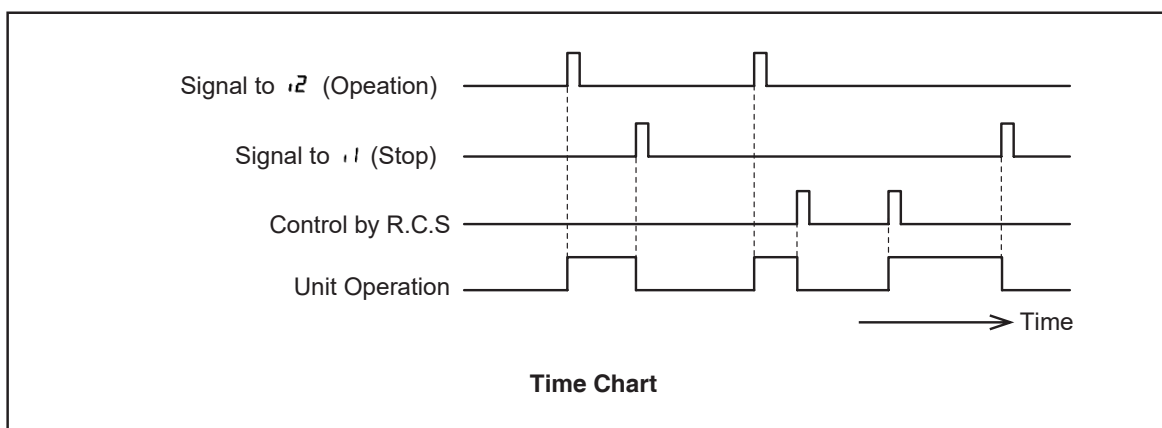 Signal to i2 (Opeation)
Signal to i1 (Stop)
Control by R.C.S
Unit Operation
Time
Time Chart